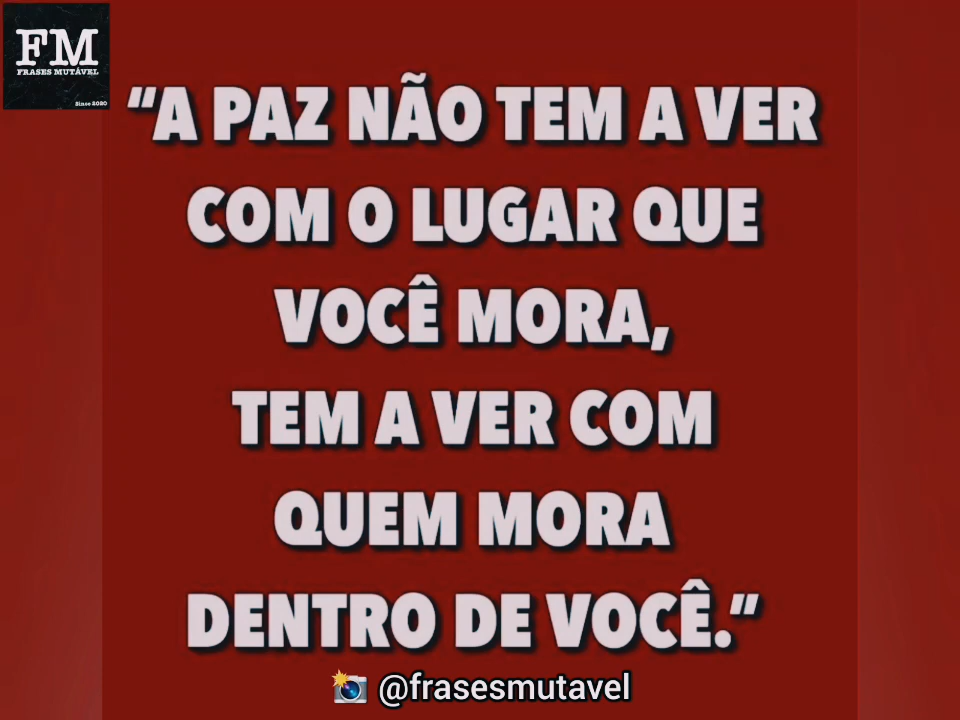 FM
FRASES MUTÁVEL
Since 2020
“A PAZ NÃO TEM A VER
COM O LUGAR QUE
VOCÊ MORA,
TEM A VER COM
QUEM MORA
DENTRO DE VOCÊ.”
@frasesmutavel